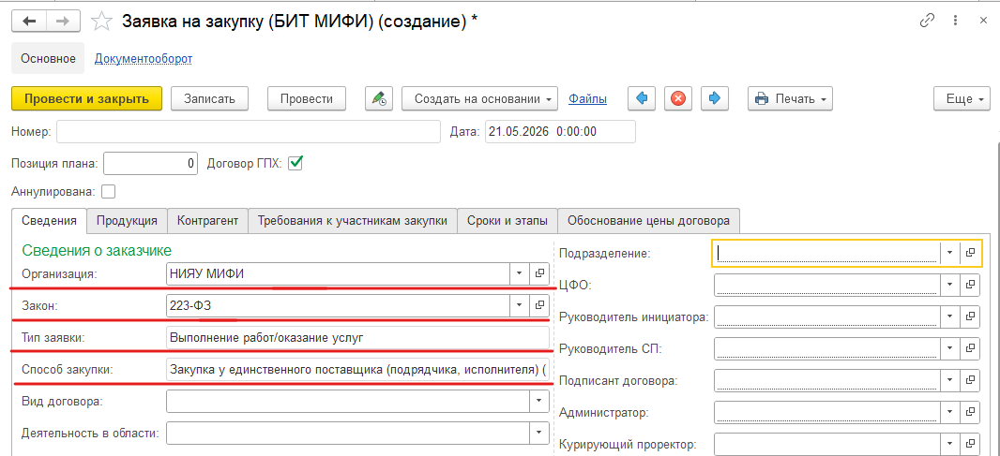 Заявка на закупку (БИТ МИФИ) (создание) *
Основное Документооборот
Провести и закрыть Записать Провести Создать на основании Файлы Печать Еще
Номер: Дата: 21.05.2026 0:00:00
Позиция плана: 0 Договор ГПХ:
Аннулирована:
Сведения Продукция Контрагент Требования к участникам закупки Сроки и этапы Обоснование цены договора
Сведения о заказчике
Организация: НИЯУ МИФИ
Закон: 223-ФЗ
Тип заявки: Выполнение работ/оказание услуг
Способ закупки: Закупка у единственного поставщика (подрядчика, исполнителя) (
Вид договора:
Деятельность в области:
Подразделение:
ЦФО:
Руководитель инициатора:
Руководитель СП:
Подписант договора:
Администратор:
Курирующий проректор: